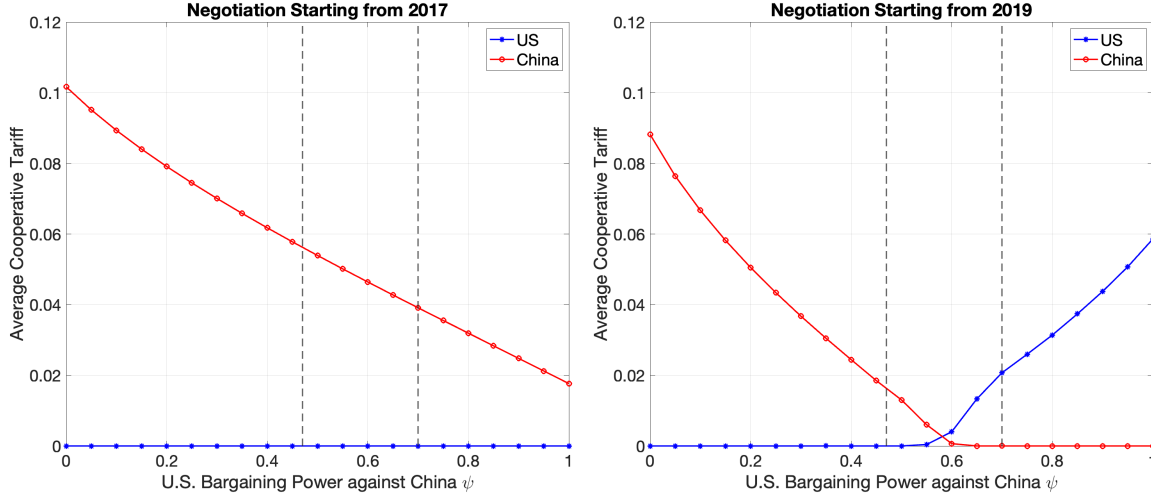 Negotiation Starting from 2017
Average Cooperative Tariff
0.12
0.1
0.08
0.06
0.04
0.02
0
0
0.2
0.4
0.6
0.8
1
U.S. Bargaining Power against China ψ
US
China
Negotiation Starting from 2019
Average Cooperative Tariff
0.12
0.1
0.08
0.06
0.04
0.02
0
0
0.2
0.4
0.6
0.8
1
U.S. Bargaining Power against China ψ
US
China